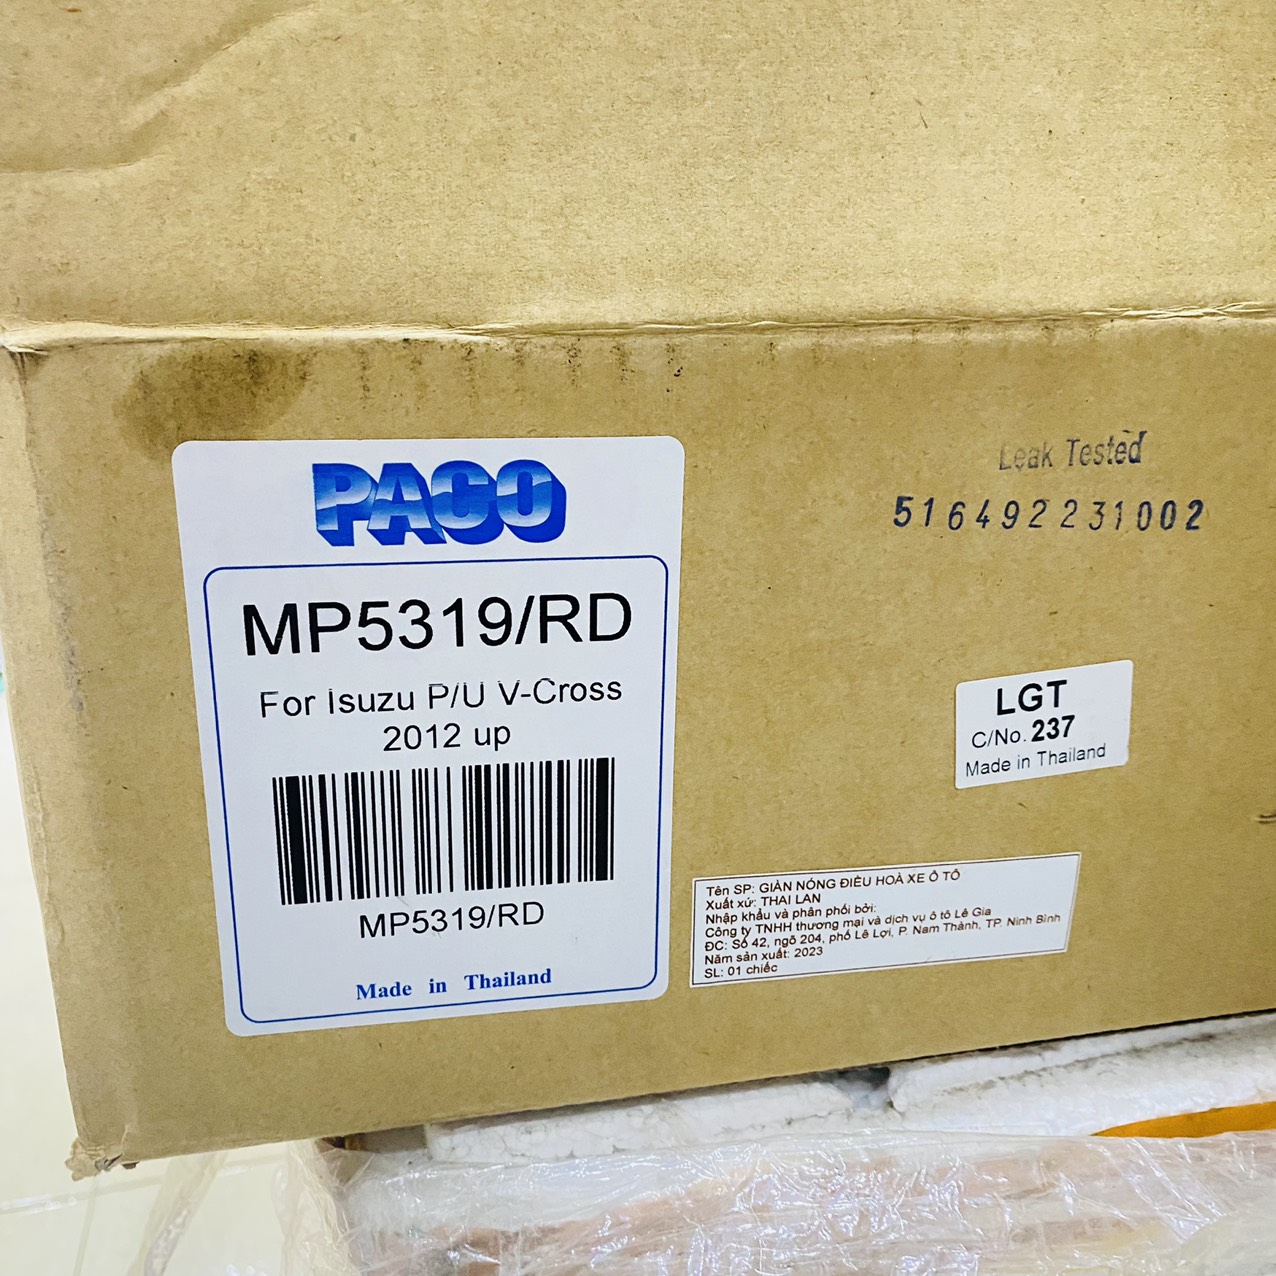 PACO
MP5319/RD
For Isuzu P/U V-Cross
2012 up
MP5319/RD
Made in Thailand
Leak Tested
516492231002
LGT
C/No. 237
Made in Thailand
Tên SP: GIÀN NÓNG ĐIỀU HOÀ XE Ô TÔ
Xuất xứ: THAI LAN
Nhập khẩu và phân phối bởi:
Công ty TNHH thương mại và dịch vụ ô tô Lê Gia
ĐC: Số 42, ngõ 204, phố Lê Lợi, P. Nam Thành, TP. Ninh Bình
Năm sản xuất: 2023
SL: 01 chiếc